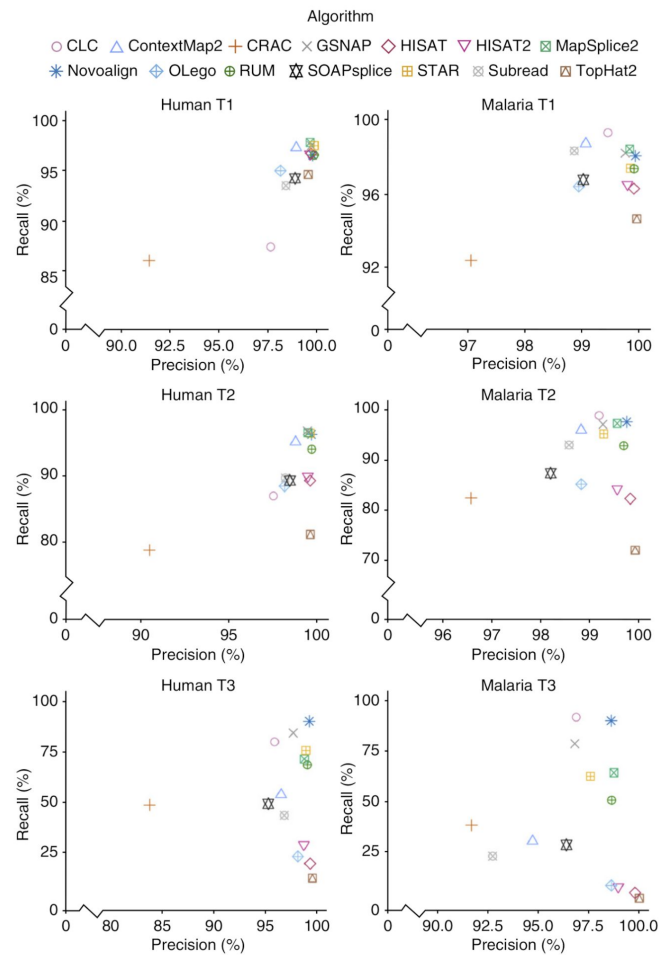 Algorithm
CLC ContextMap2 CRAC GSNAP HISAT HISAT2 MapSplice2
Novoalign OLego RUM SOAPsplice STAR Subread TopHat2
Human T1 Malaria T1
100
95
90
85
0
Recall (%)
0 90.0 92.5 95.0 97.5 100.0
Precision (%)
100
96
92
0
Recall (%)
0 97 98 99 100
Precision (%)
Human T2 Malaria T2
100
90
80
0
Recall (%)
0 90 95 100
Precision (%)
100
90
80
70
0
Recall (%)
0 96 97 98 99 100
Precision (%)
Human T3 Malaria T3
100
75
50
25
0
Recall (%)
0 80 85 90 95 100
Precision (%)
100
75
50
25
0
Recall (%)
0 90.0 92.5 95.0 97.5 100.0
Precision (%)